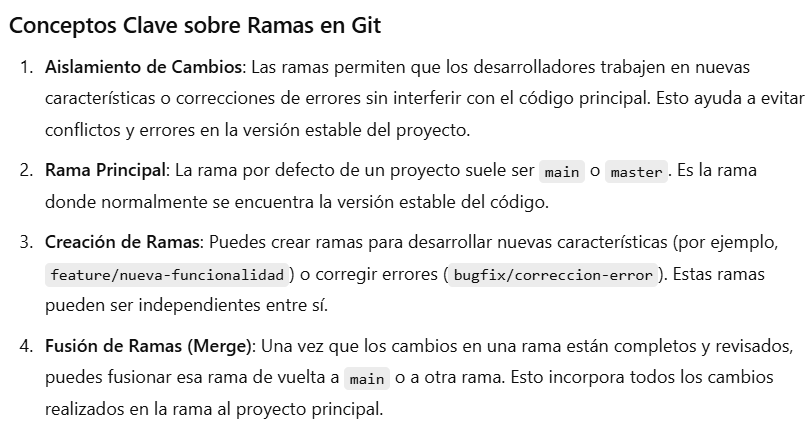 Conceptos Clave sobre Ramas en Git
1. Aislamiento de Cambios: Las ramas permiten que los desarrolladores trabajen en nuevas
características o correcciones de errores sin interferir con el código principal. Esto ayuda a evitar
conflictos y errores en la versión estable del proyecto.
2. Rama Principal: La rama por defecto de un proyecto suele ser main o master. Es la rama
donde normalmente se encuentra la versión estable del código.
3. Creación de Ramas: Puedes crear ramas para desarrollar nuevas características (por ejemplo,
feature/nueva-funcionalidad) o corregir errores (bugfix/correccion-error). Estas ramas
pueden ser independientes entre sí.
4. Fusión de Ramas (Merge): Una vez que los cambios en una rama están completos y revisados,
puedes fusionar esa rama de vuelta a main o a otra rama. Esto incorpora todos los cambios
realizados en la rama al proyecto principal.